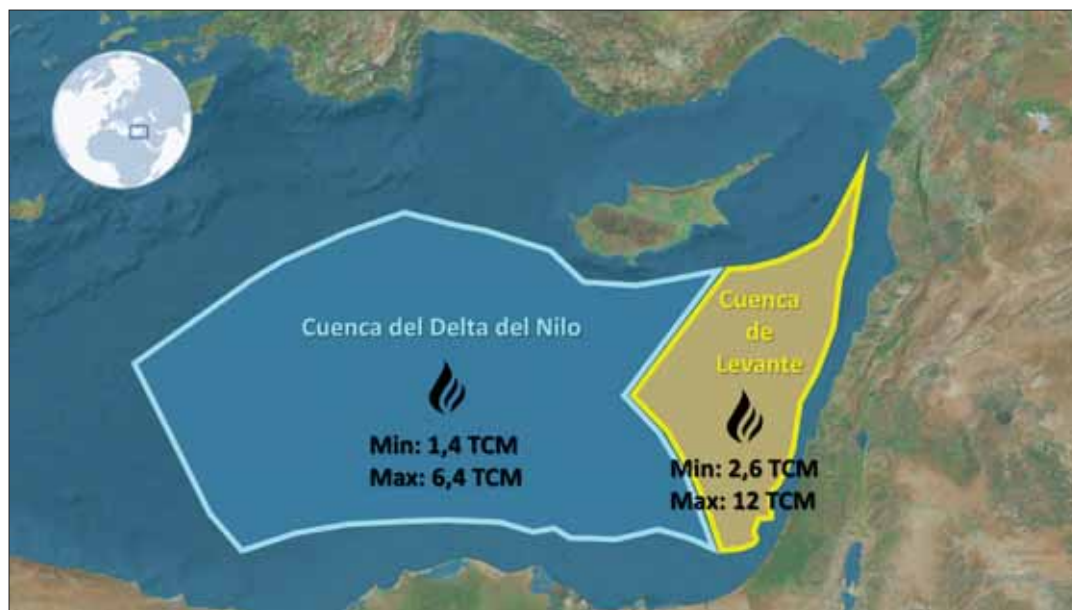 Cuenca del Delta del Nilo
Min: 1,4 TCM
Max: 6,4 TCM
Cuenca
de
Levante
Min: 2,6 TCM
Max: 12 TCM